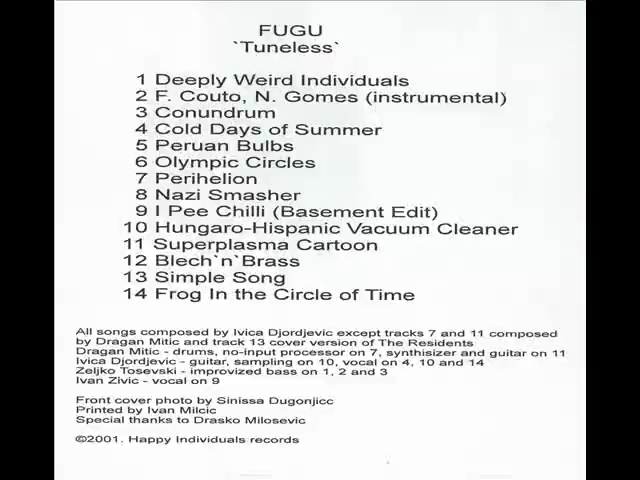 FUGU
`Tuneless`
1 Deeply Weird Individuals
2 F. Couto, N. Gomes (instrumental)
3 Conundrum
4 Cold Days of Summer
5 Peruan Bulbs
6 Olympic Circles
7 Perihelion
8 Nazi Smasher
9 I Pee Chilli (Basement Edit)
10 Hungaro-Hispanic Vacuum Cleaner
11 Superplasma Cartoon
12 Blech`n`Brass
13 Simple Song
14 Frog In the Circle of Time
All songs composed by Ivica Djordjevic except tracks 7 and 11 composed
by Dragan Mitic and track 13 cover version of The Residents
Dragan Mitic - drums, no-input processor on 7, synthisizer and guitar on 11
Ivica Djordjevic - guitar, sampling on 10, vocal on 4, 10 and 14
Zeljko Tosevski - improvized bass on 1, 2 and 3
Ivan Zivic - vocal on 9
Front cover photo by Sinissa Dugonjicc
Printed by Ivan Milcic
Special thanks to Drasko Milosevic
©2001. Happy Individuals records